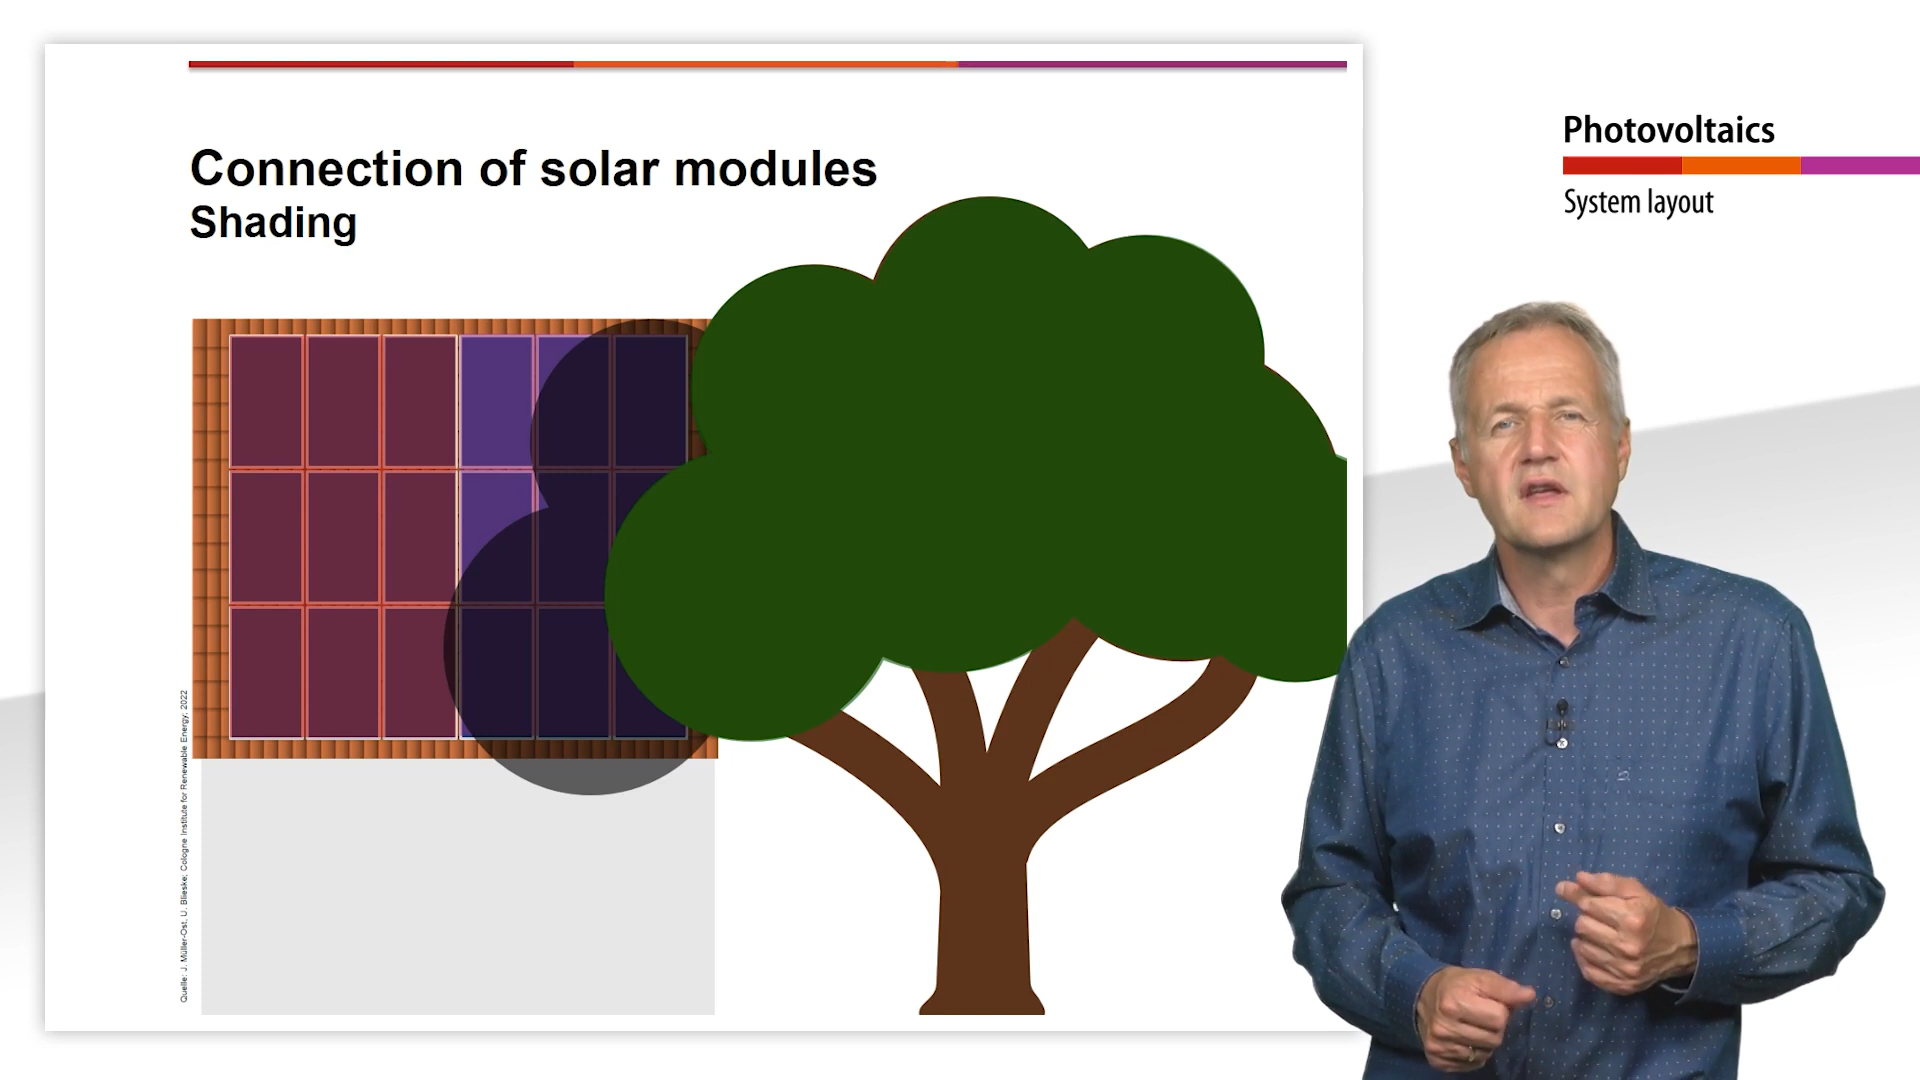 Connection of solar modules
Shading
Photovoltaics
System layout
Quelle: J. Müller-Ost, U. Blieske; Cologne Institute for Renewable Energy; 2022